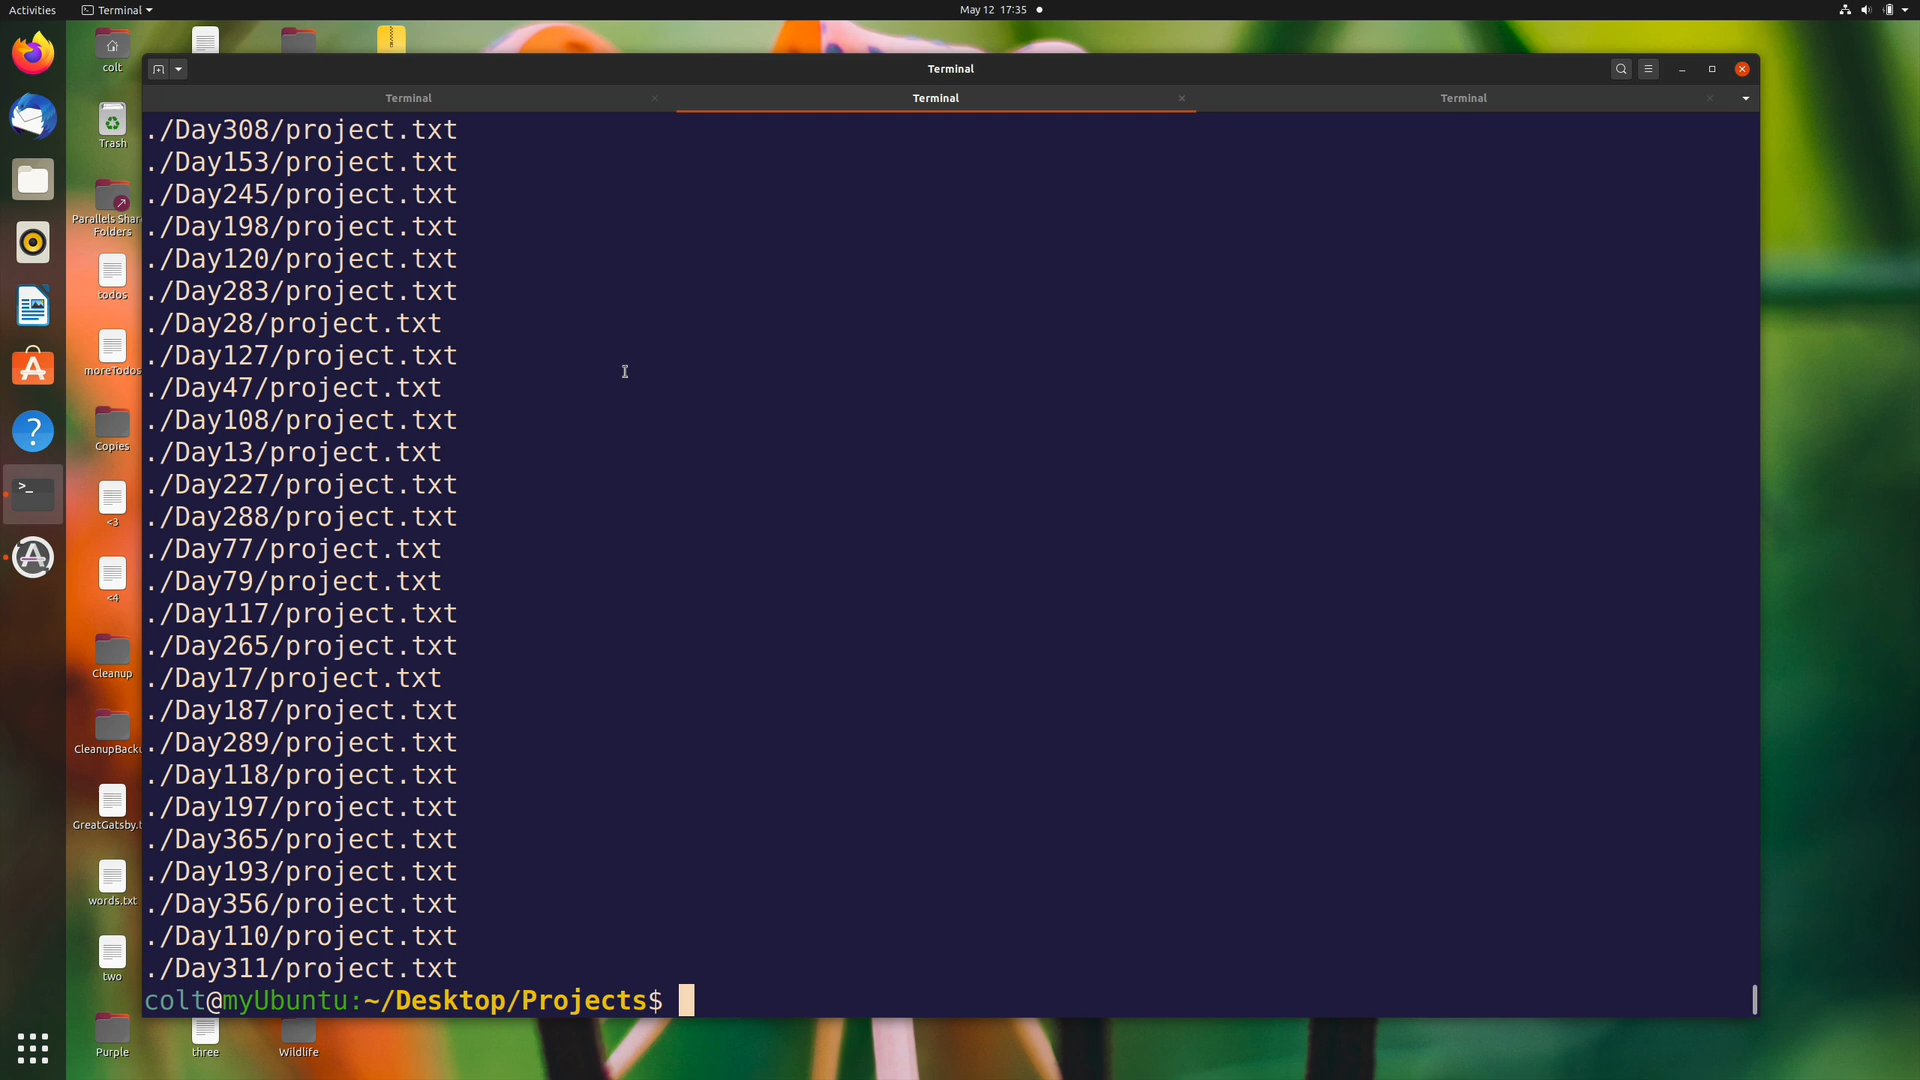 Activities
Terminal
May 12 17:35
Terminal
Terminal
Terminal
Terminal
./Day308/project.txt
./Day153/project.txt
./Day245/project.txt
./Day198/project.txt
./Day120/project.txt
./Day283/project.txt
./Day28/project.txt
./Day127/project.txt
./Day47/project.txt
./Day108/project.txt
./Day13/project.txt
./Day227/project.txt
./Day288/project.txt
./Day77/project.txt
./Day79/project.txt
./Day117/project.txt
./Day265/project.txt
./Day17/project.txt
./Day187/project.txt
./Day289/project.txt
./Day118/project.txt
./Day197/project.txt
./Day365/project.txt
./Day193/project.txt
./Day356/project.txt
./Day110/project.txt
./Day311/project.txt
colt@myUbuntu:~/Desktop/Projects$
colt
Trash
Parallels Shar
Folders
todos
moreTodos
Copies
<3
<4
Cleanup
CleanupBack
GreatGatsby.t
words.txt
two
Purple
three
Wildlife